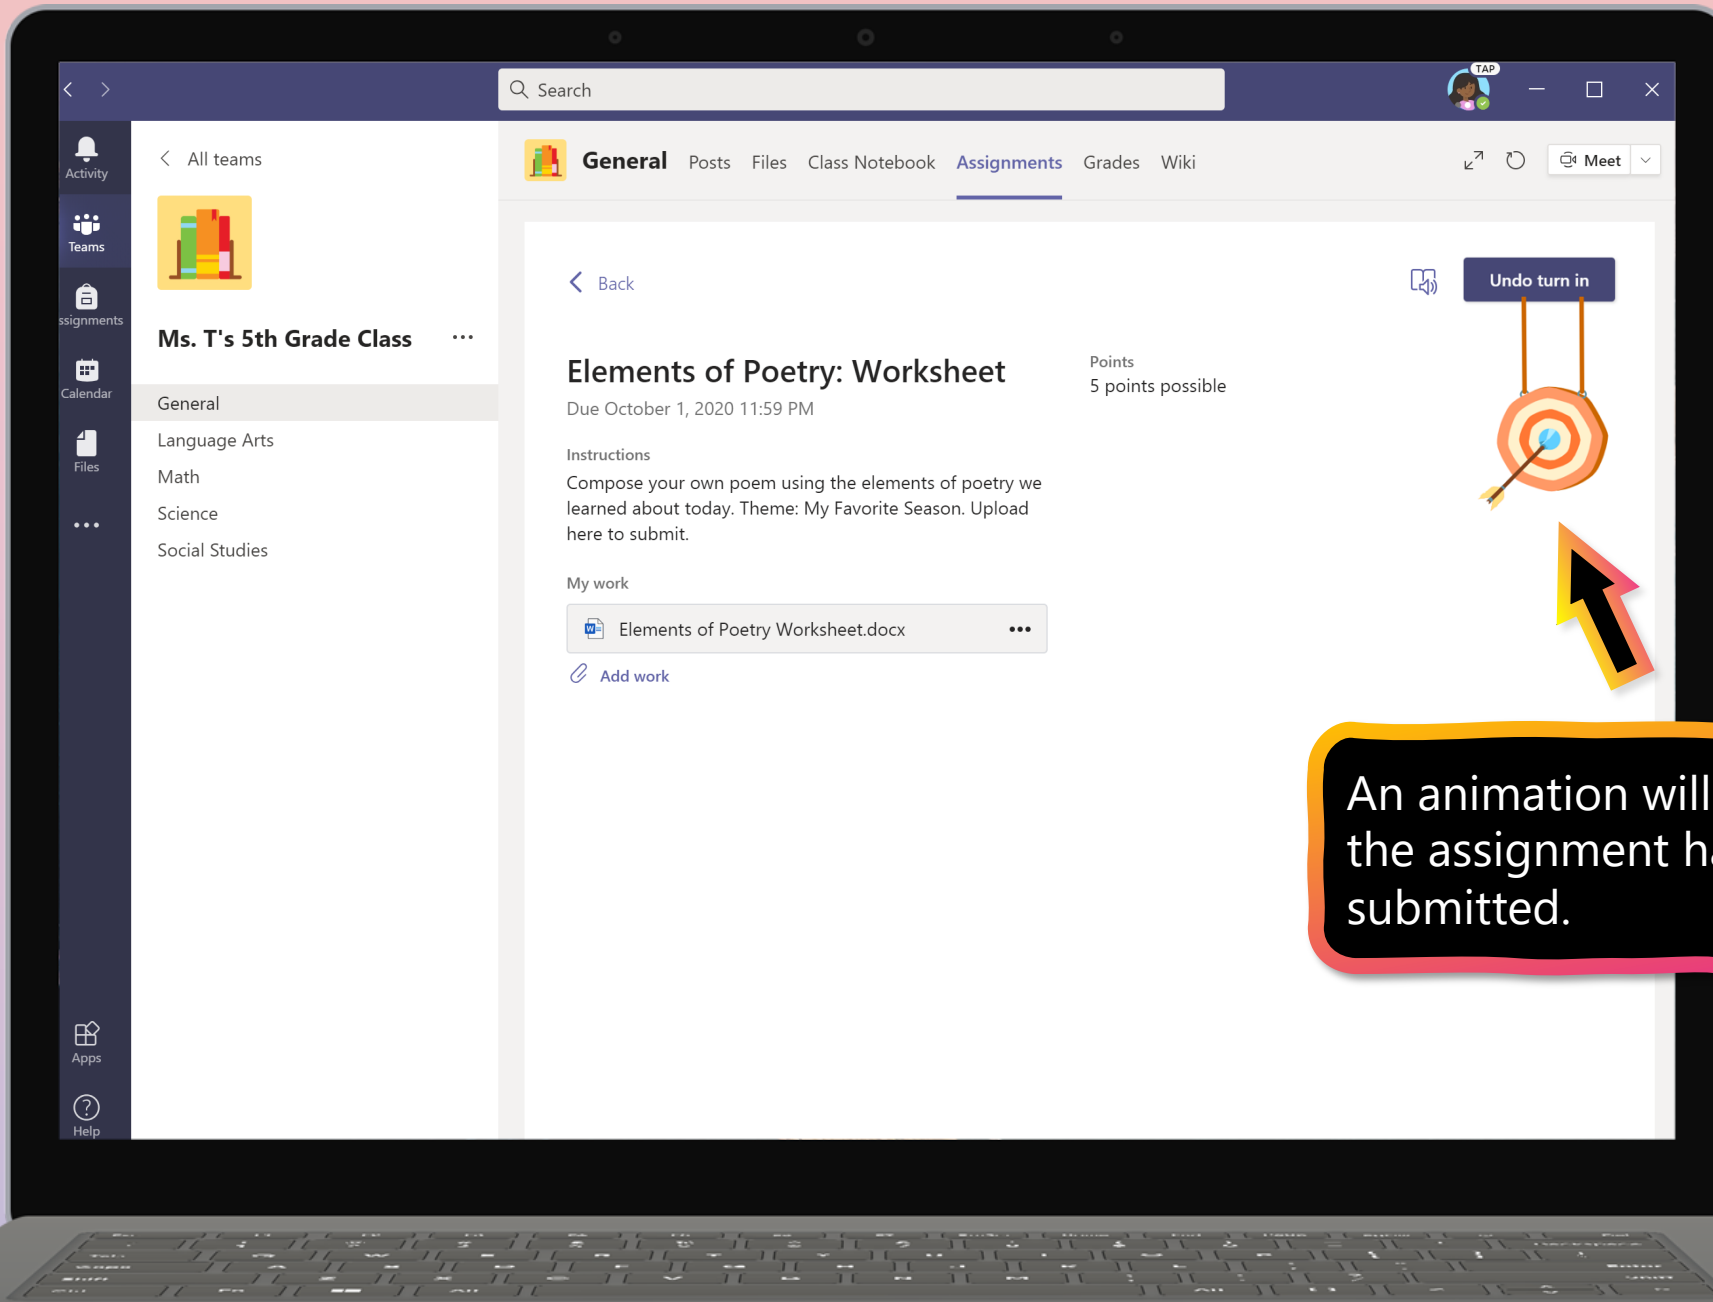 Search
TAP
Activity
Teams
ssignments
Calendar
Files
Apps
Help
All teams
Ms. T's 5th Grade Class
General
Language Arts
Math
Science
Social Studies
General Posts Files Class Notebook Assignments Grades Wiki
Meet
Back
Undo turn in
Elements of Poetry: Worksheet
Due October 1, 2020 11:59 PM
Points
5 points possible
Instructions
Compose your own poem using the elements of poetry we
learned about today. Theme: My Favorite Season. Upload
here to submit.
My work
Elements of Poetry Worksheet.docx
Add work
An animation will
the assignment ha
submitted.